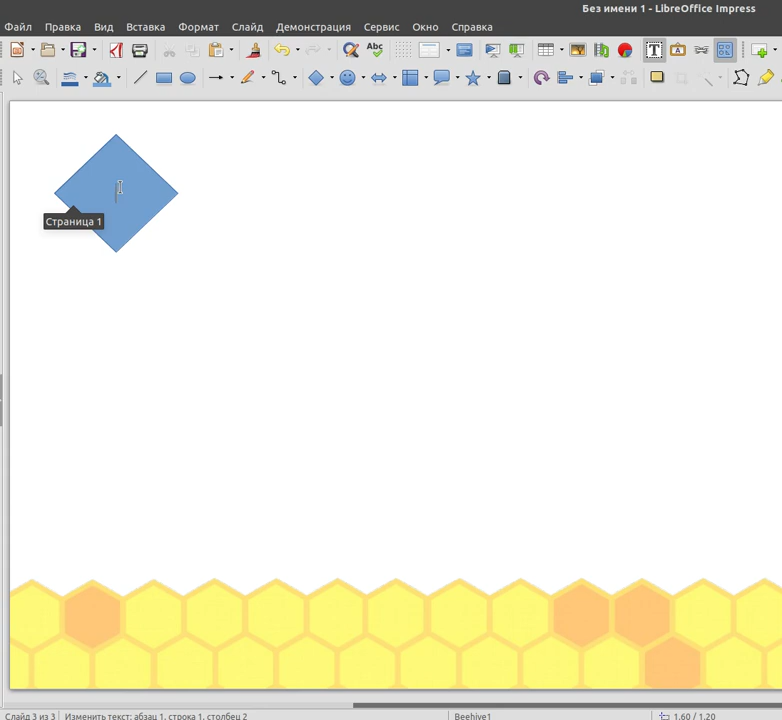 Без имени 1 - LibreOffice Impress
Файл Правка Вид Вставка Формат Слайд Демонстрация Сервис Окно Справка
Abc
T A
Страница 1
Слайд 3 из 3 Изменить текст: абзац 1, строка 1, столбец 2 Beehive1 1,60 / 1,20